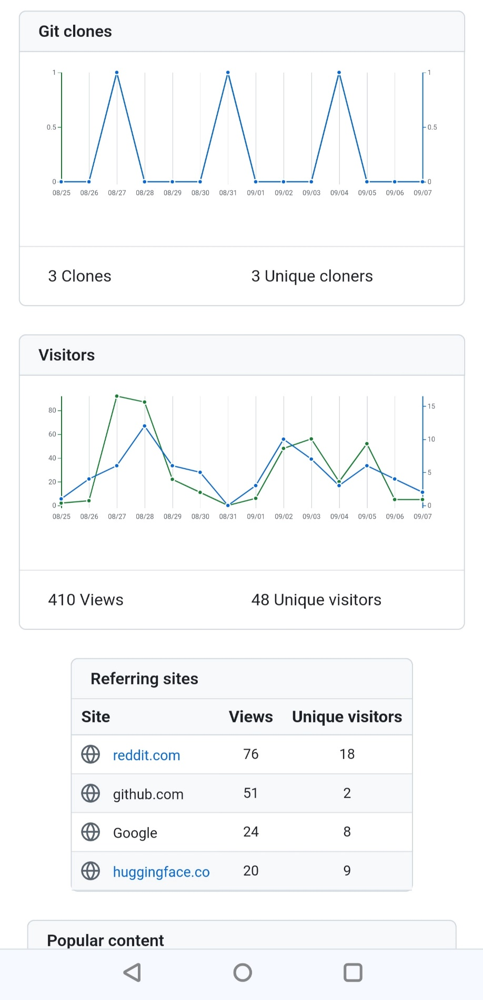 Git clones
1 1
0.5 0.5
0 0
08/25 08/26 08/27 08/28 08/29 08/30 08/31 09/01 09/02 09/03 09/04 09/05 09/06 09/07
3 Clones 3 Unique cloners
Visitors
80 15
60 10
40 5
20
0 0
08/25 08/26 08/27 08/28 08/29 08/30 08/31 09/01 09/02 09/03 09/04 09/05 09/06 09/07
410 Views 48 Unique visitors
Referring sites
Site Views Unique visitors
reddit.com 76 18
github.com 51 2
Google 24 8
huggingface.co 20 9
Popular content